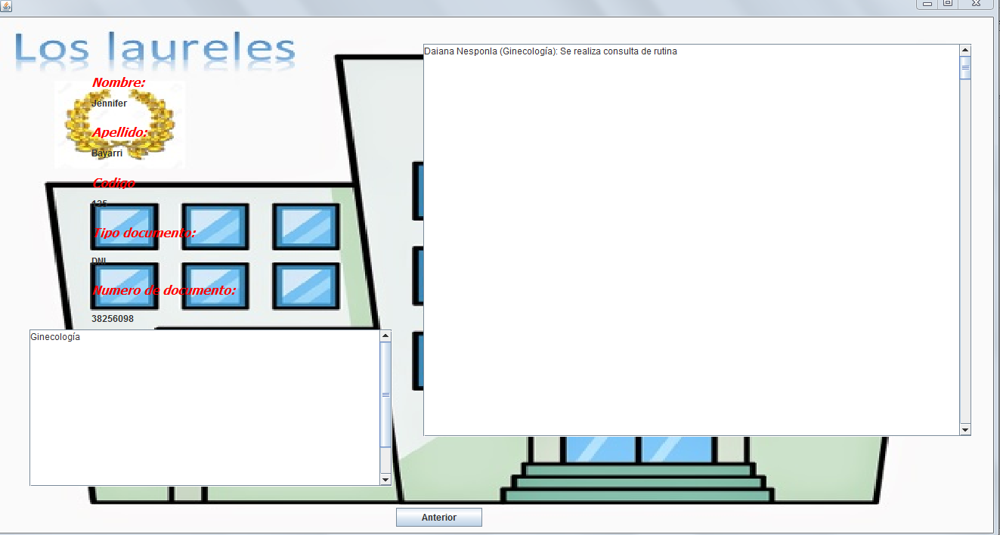 Los laureles
Nombre:
Jennifer
Apellido:
Bayarri
Codigo
125
Tipo documento:
DNI
Numero de documento:
38256098
Ginecología
Daiana Nesponla (Ginecología): Se realiza consulta de rutina
Anterior